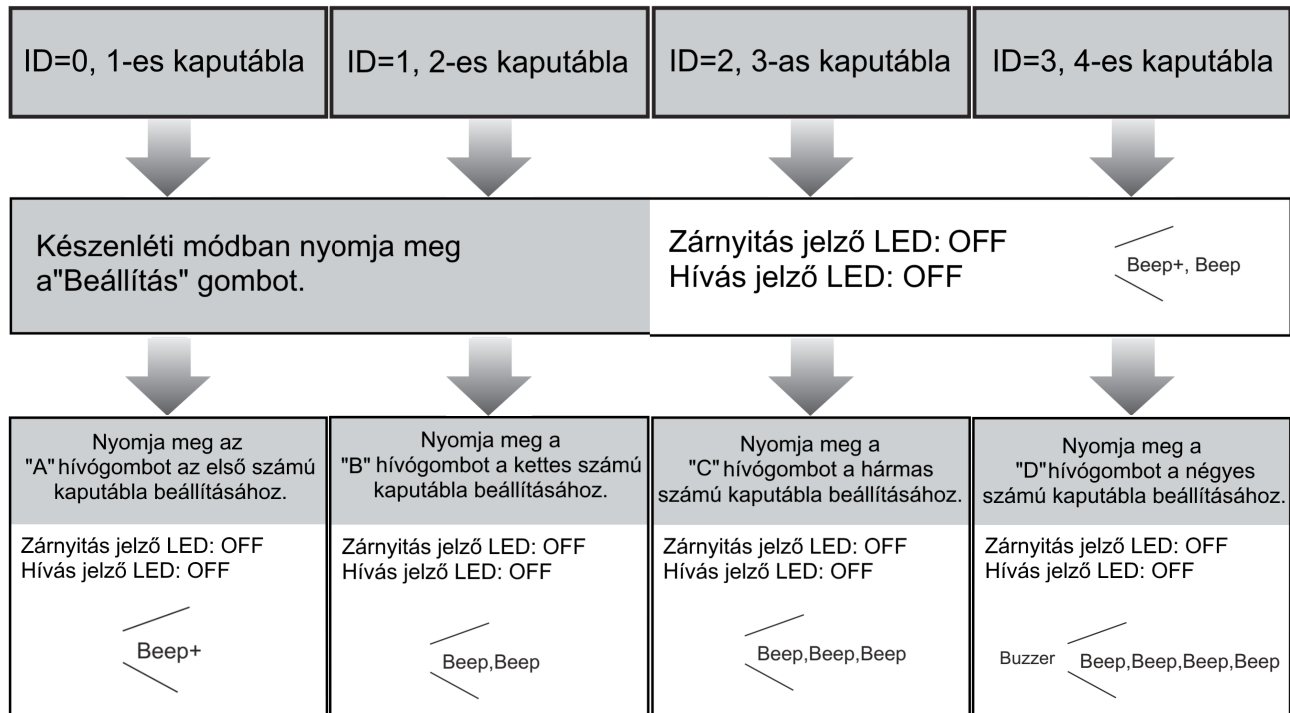 ID=0, 1-es kaputábla
ID=1, 2-es kaputábla
ID=2, 3-as kaputábla
ID=3, 4-es kaputábla
Készenléti módban nyomja meg
a"Beállítás" gombot.
Zárnyitás jelző LED: OFF
Hívás jelző LED: OFF
Beep+, Beep
Nyomja meg az
"A" hívógombot az első számú
kaputábla beállításához.
Zárnyitás jelző LED: OFF
Hívás jelző LED: OFF
Beep+
Nyomja meg a
"B" hívógombot a kettes számú
kaputábla beállításához.
Zárnyitás jelző LED: OFF
Hívás jelző LED: OFF
Beep,Beep
Nyomja meg a
"C" hívógombot a hármas
számú kaputábla beállításához.
Zárnyitás jelző LED: OFF
Hívás jelző LED: OFF
Beep,Beep,Beep
Nyomja meg a
"D"hívógombot a négyes
számú kaputábla beállításához.
Zárnyitás jelző LED: OFF
Hívás jelző LED: OFF
Buzzer Beep,Beep,Beep,Beep